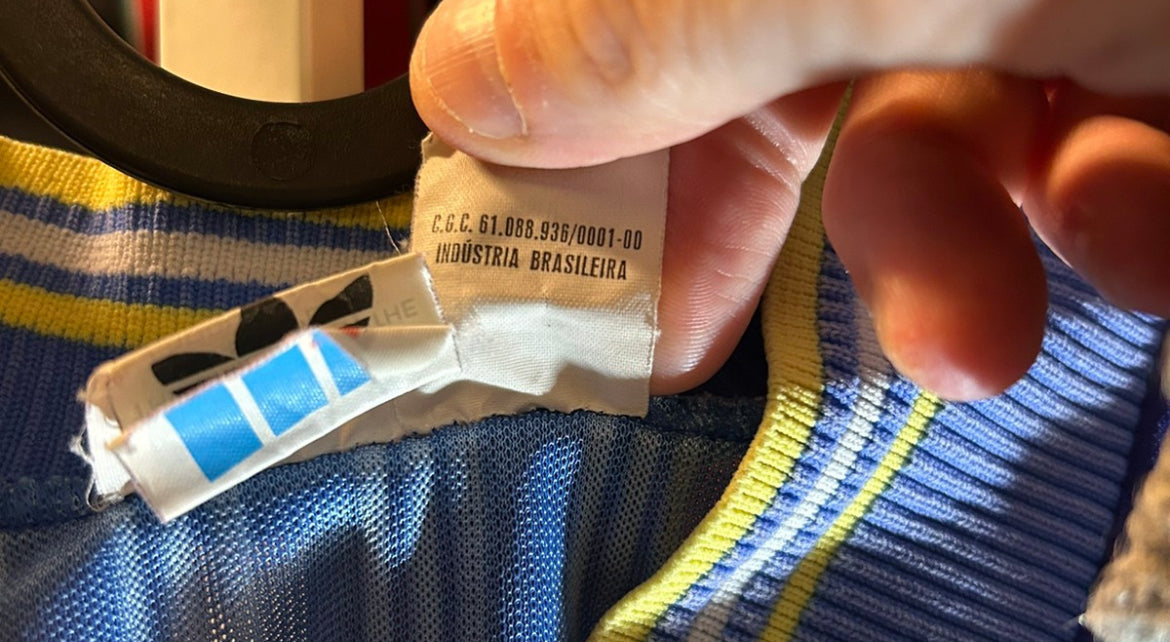 C.G.C. 61.088.936/0001-00
INDÚSTRIA BRASILEIRA